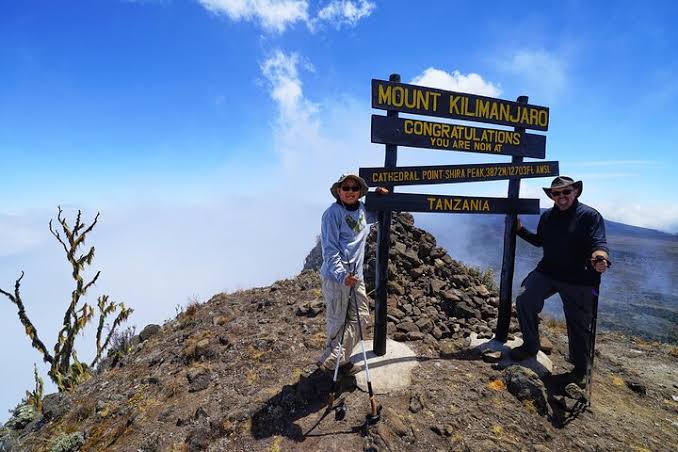 MOUNT KILIMANJARO
CONGRATULATIONS
YOU ARE NOW AT
CATHEDRAL POINT-SHIRA PEAK,3872M/12703Ft AMSL
TANZANIA